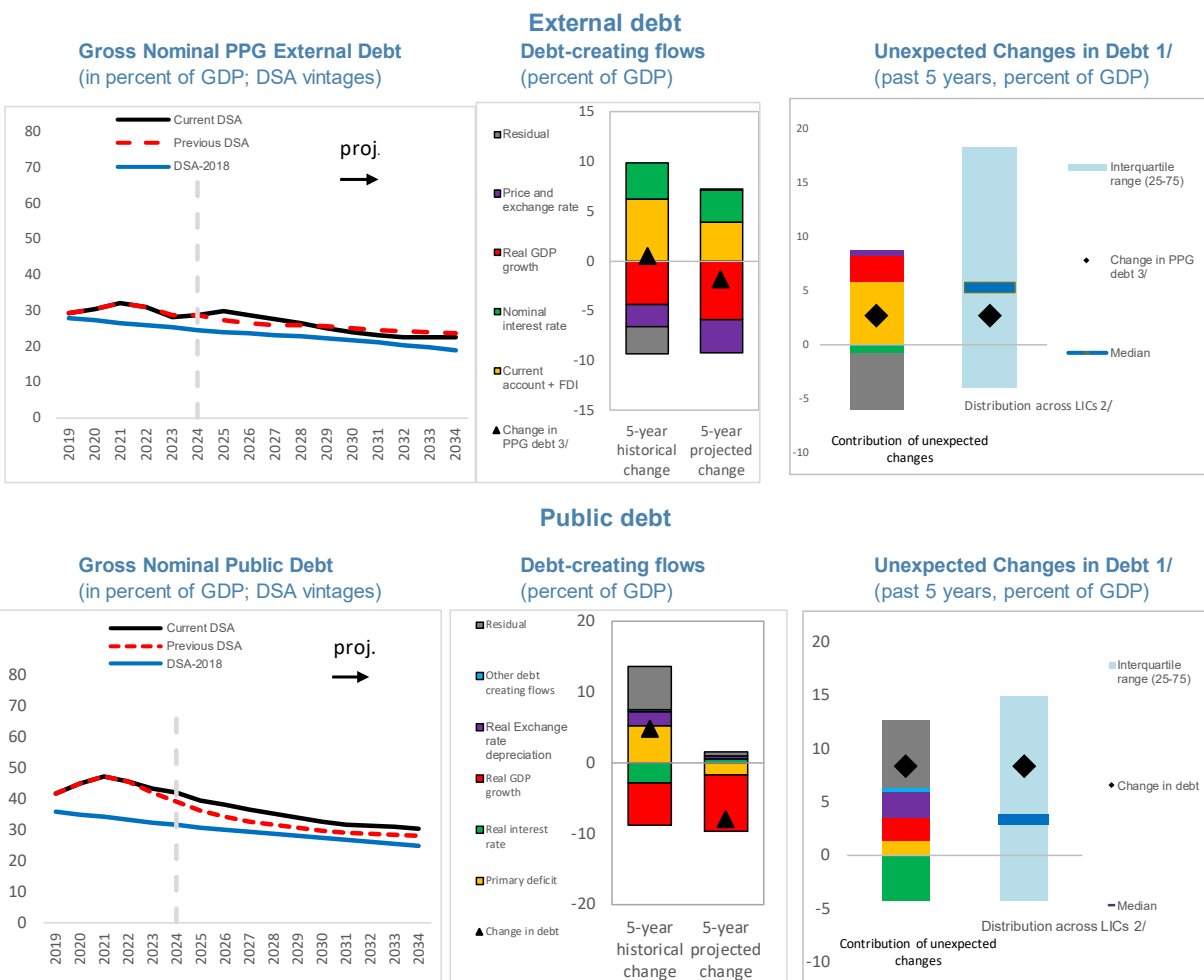 External debt
Gross Nominal PPG External Debt
(in percent of GDP; DSA vintages)
Current DSA
Previous DSA
DSA-2018
proj.
80
70
60
50
40
30
20
10
0
2019
2020
2021
2022
2023
2024
2025
2026
2027
2028
2029
2030
2031
2032
2033
2034
Debt-creating flows
(percent of GDP)
Residual
Price and
exchange rate
Real GDP
growth
Nominal
interest rate
Current
account + FDI
Change in
PPG debt 3/
15
10
5
0
-5
-10
-15
5-year
historical
change
5-year
projected
change
Unexpected Changes in Debt 1/
(past 5 years, percent of GDP)
20
15
10
5
0
-5
-10
Interquartile
range (25-75)
Change in PPG
debt 3/
Median
Distribution across LICs 2/
Contribution of unexpected
changes
Public debt
Gross Nominal Public Debt
(in percent of GDP; DSA vintages)
Current DSA
Previous DSA
DSA-2018
proj.
80
70
60
50
40
30
20
10
0
2019
2020
2021
2022
2023
2024
2025
2026
2027
2028
2029
2030
2031
2032
2033
2034
Debt-creating flows
(percent of GDP)
Residual
Other debt
creating flows
Real Exchange
rate
depreciation
Real GDP
growth
Real interest
rate
Primary deficit
Change in debt
20
10
0
-10
-20
5-year
historical
change
5-year
projected
change
Unexpected Changes in Debt 1/
(past 5 years, percent of GDP)
20
15
10
5
0
-5
-10
Interquartile
range (25-75)
Change in debt
Median
Distribution across LICs 2/
Contribution of unexpected
changes